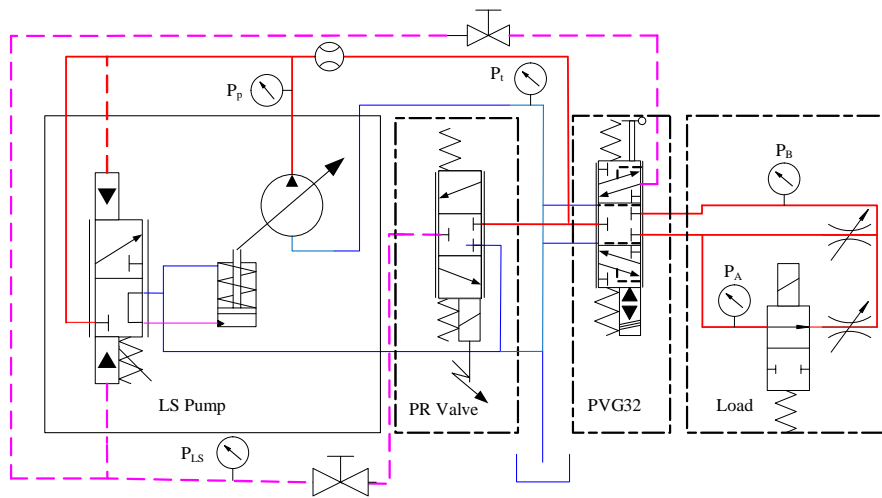 P_t
P_p
P_B
P_A
LS Pump
PR Valve
PVG32
Load
P_LS